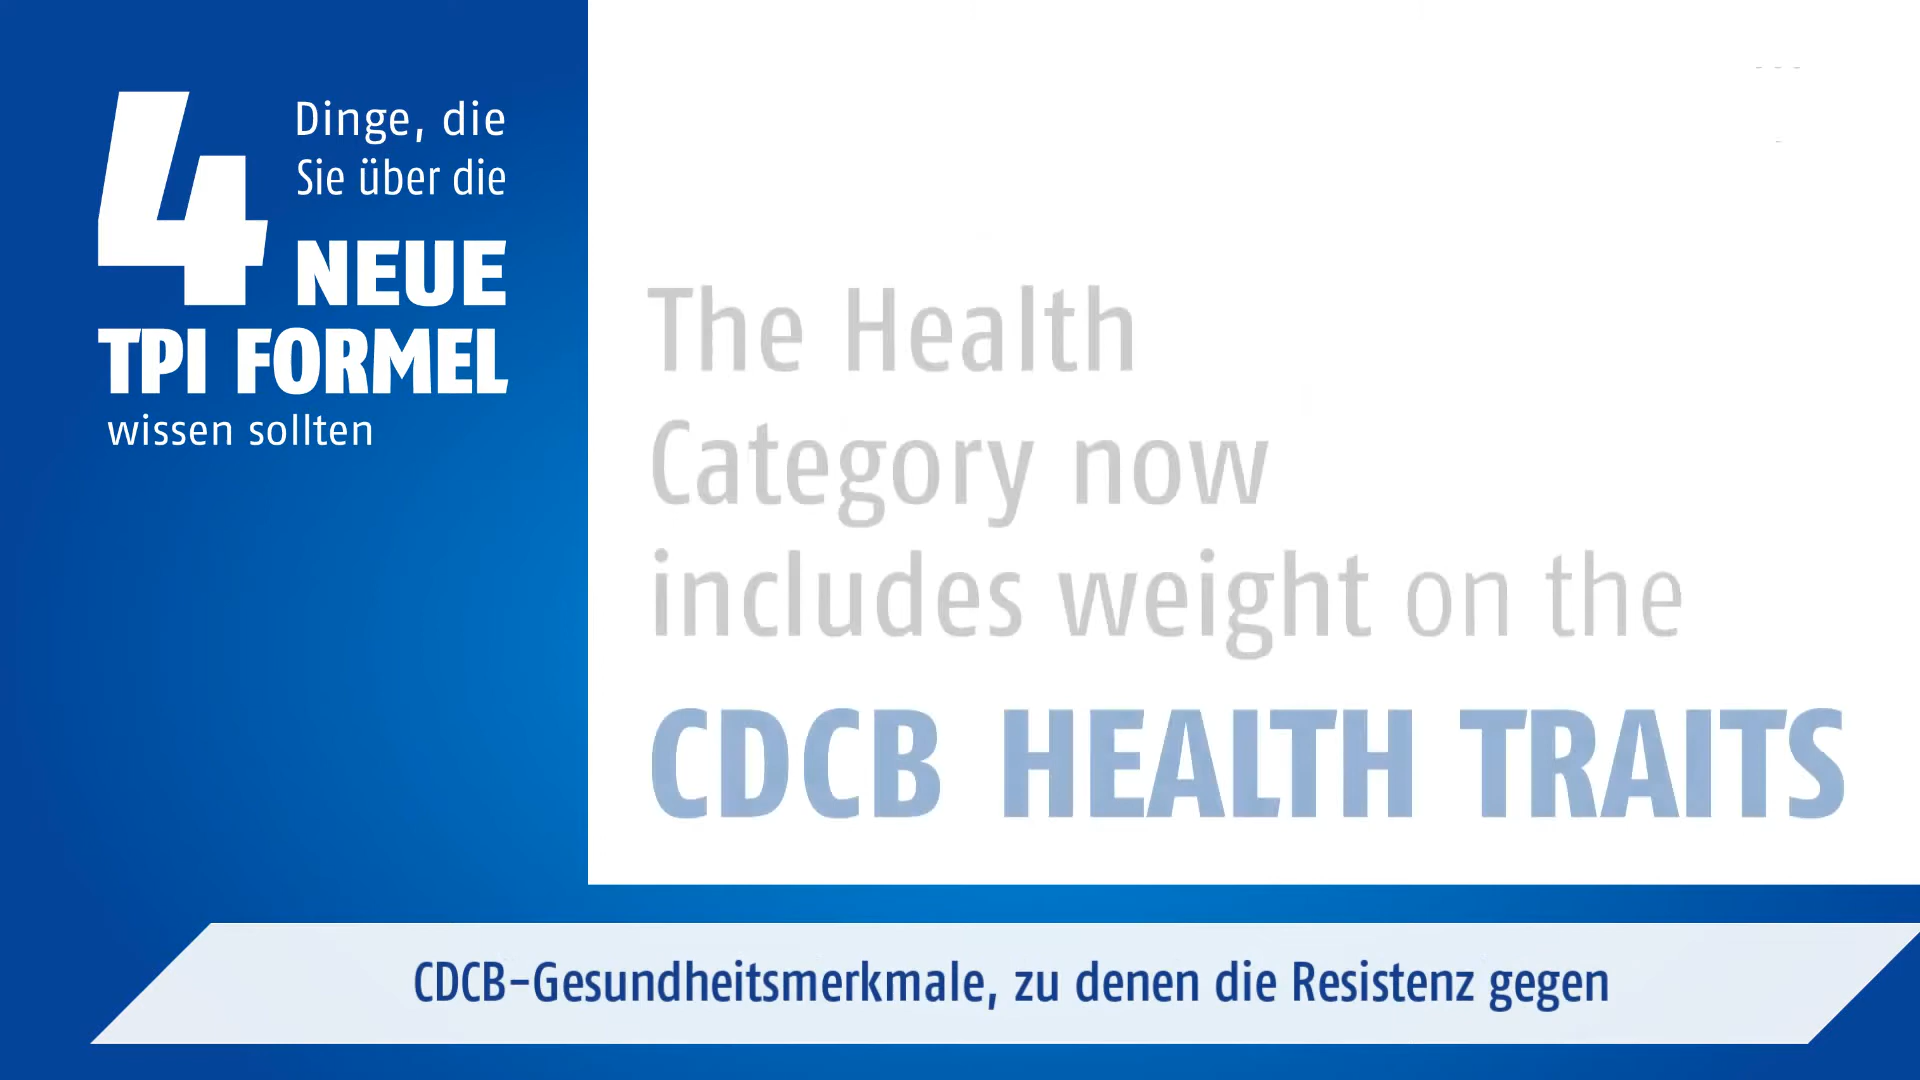 4 Dinge, die
Sie über die
NEUE
TPI FORMEL
wissen sollten
The Health
Category now
includes weight on the
CDCB HEALTH TRAITS
CDCB-Gesundheitsmerkmale, zu denen die Resistenz gegen